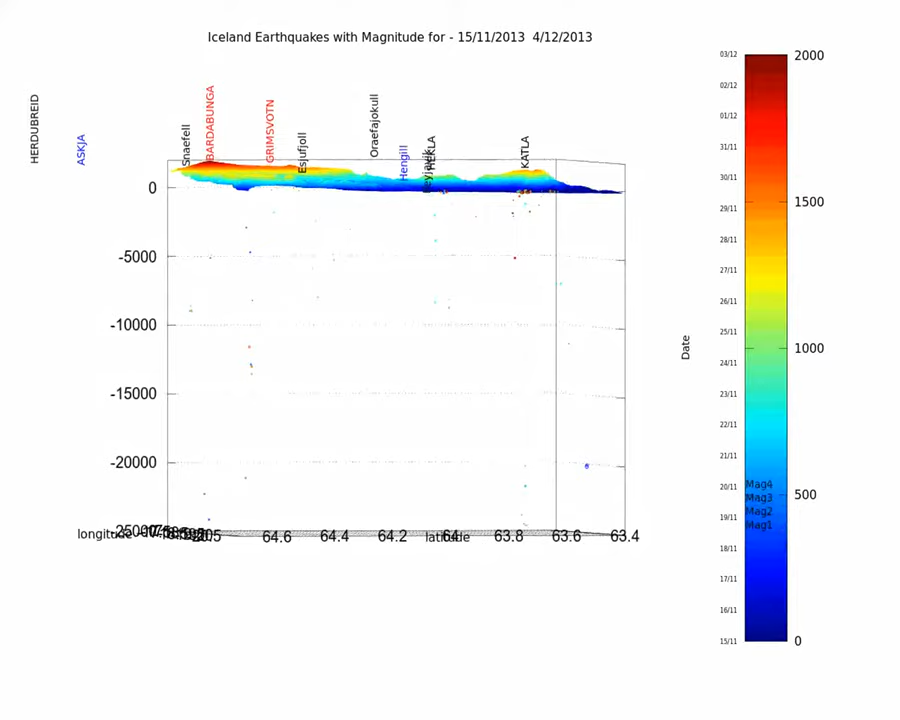 Iceland Earthquakes with Magnitude for - 15/11/2013 4/12/2013
HERDUBREID
ASKJA
Snaefell
BARDABUNGA
GRIMSVOTN
Esjufjoll
Oraefajokull
Hengill
HEKLA
KATLA
0
-5000
-10000
-15000
-20000
longitude
64.6
64.4
64.2
latitude
63.8
63.6
63.4
Date
03/12
02/12
01/12
31/11
30/11
29/11
28/11
27/11
26/11
25/11
24/11
23/11
22/11
21/11
20/11
19/11
18/11
17/11
16/11
15/11
Mag4
Mag3
Mag2
Mag1
2000
1500
1000
500
0